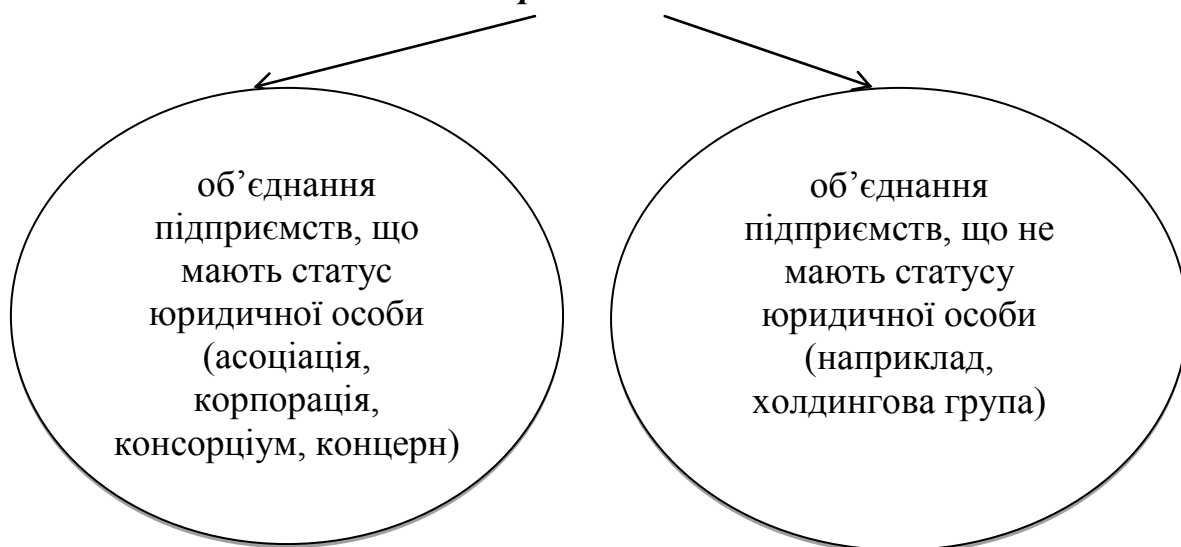 об’єднання
підприємств, що
мають статус
юридичної особи
(асоціація,
корпорація,
консорціум, концерн)
об’єднання
підприємств, що не
мають статусу
юридичної особи
(наприклад,
холдингова група)